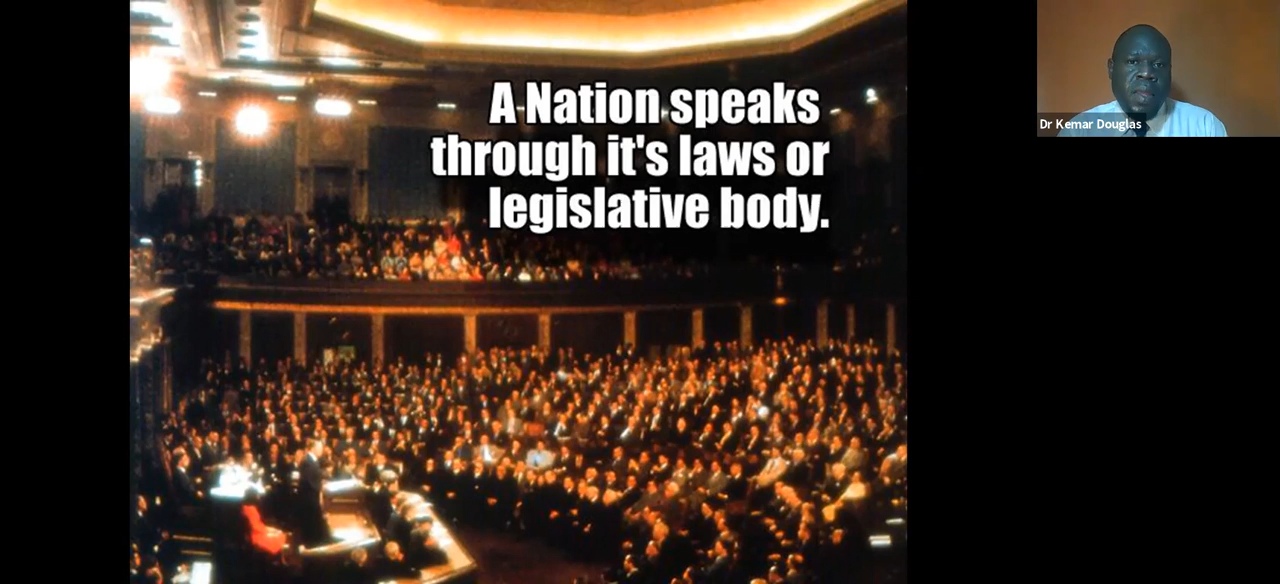 A Nation speaks
through it's laws or
legislative body.
Dr Kemar Douglas